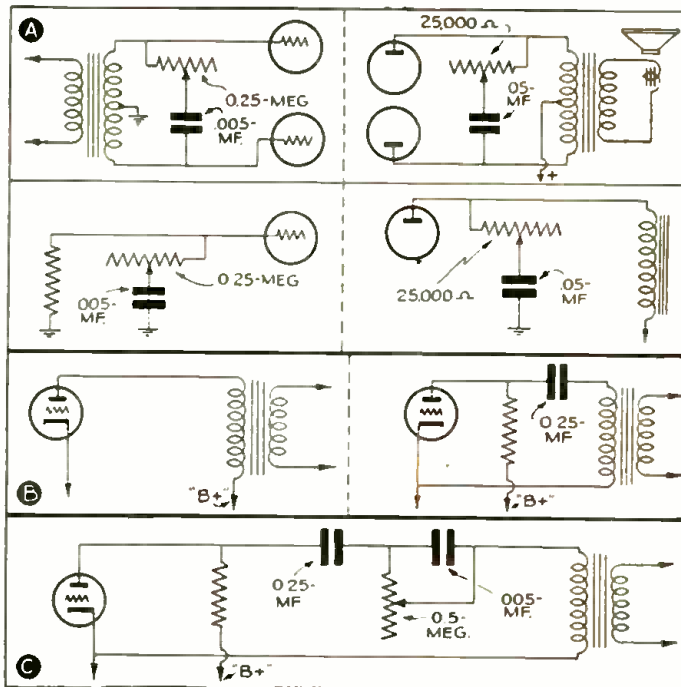 A
0.25-MEG
.005-
MF.
25,000 Ω
.05-
MF.
+
.005-
MF.
0.25-MEG
25,000 Ω
.05-
MF
"B+"
0.25-
MF.
"B+"
B
0.25-
MF.
0.5-
MEG.
.005-
MF.
"B+"
C